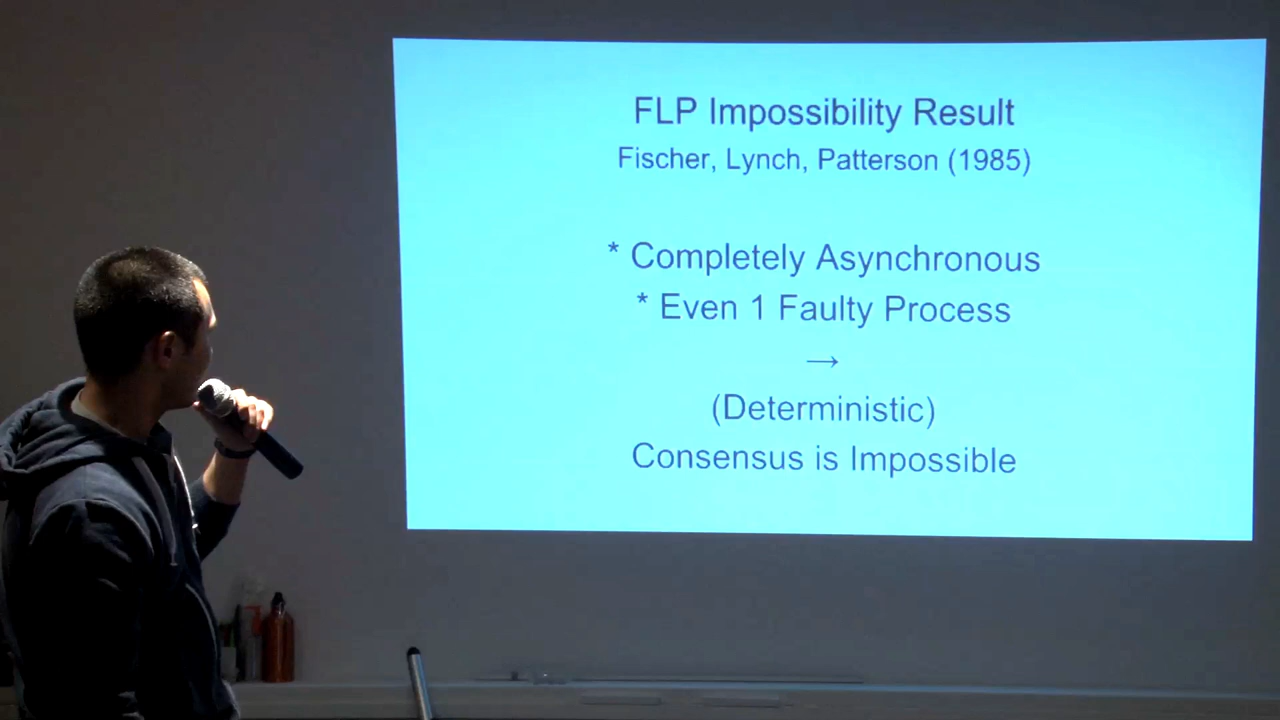 FLP Impossibility Result
Fischer, Lynch, Patterson (1985)
* Completely Asynchronous
* Even 1 Faulty Process
→
(Deterministic)
Consensus is Impossible